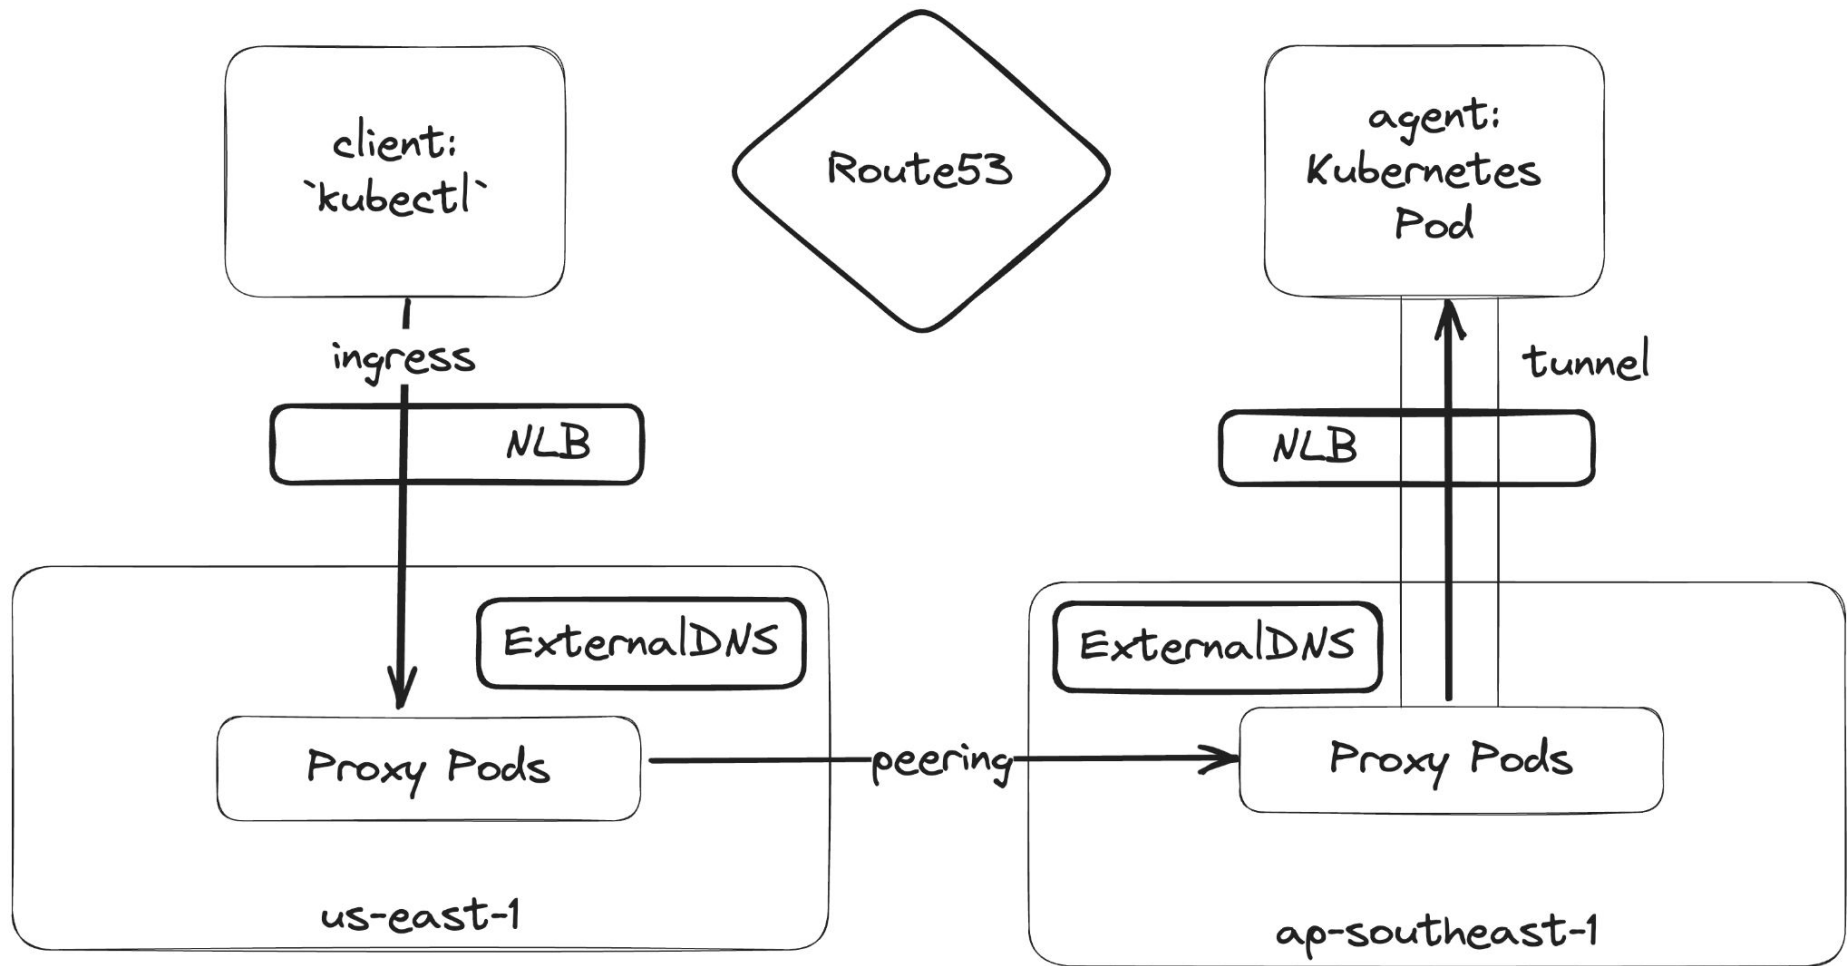 client:
`kubectl`
Route53
agent:
Kubernetes
Pod
ingress
tunnel
NLB
NLB
ExternalDNS
ExternalDNS
Proxy Pods
peering
Proxy Pods
us-east-1
ap-southeast-1